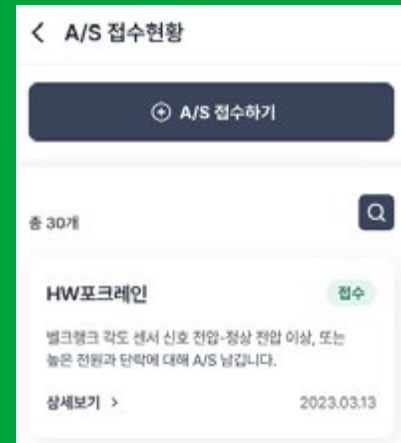 A/S 접수현황
A/S 접수하기
총 30개
HW포크레인
접수
벨크랭크 각도 센서 신호 전압-정상 전압 이상, 또는
높은 전원과 단락에 대해 A/S 남깁니다.
상세보기 >
2023.03.13